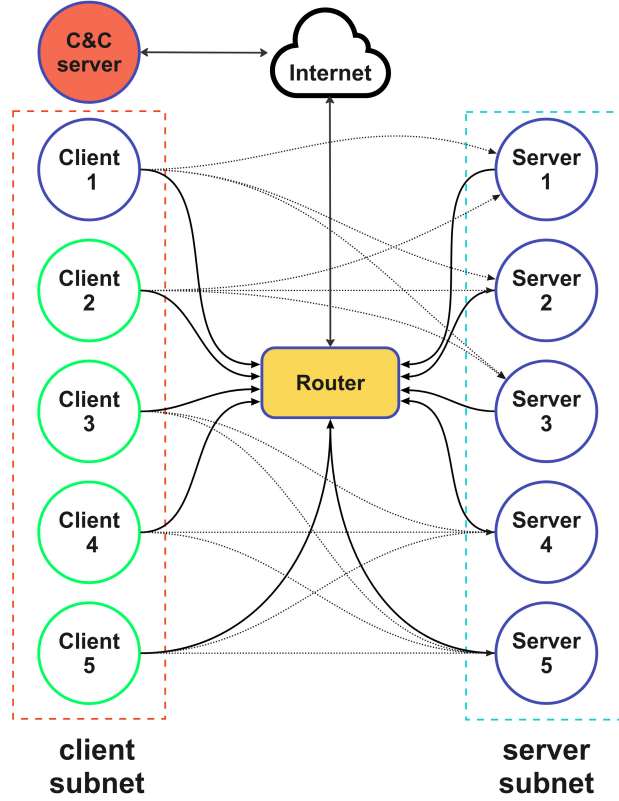 C&C
server
Internet
Client
1
Server
1
Client
2
Server
2
Router
Client
3
Server
3
Client
4
Server
4
Client
5
Server
5
client
subnet
server
subnet